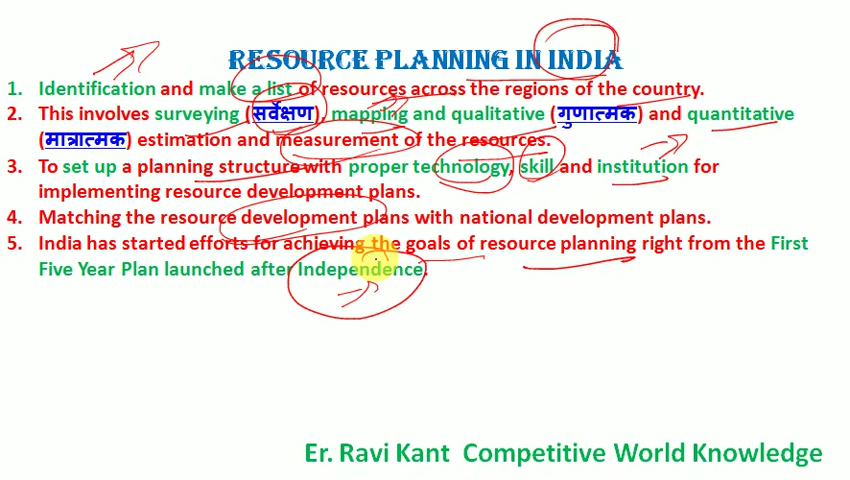 RESOURCE PLANNING IN INDIA
1. Identification and make a list of resources across the regions of the country.
2. This involves surveying (सर्वेक्षण), mapping and qualitative (गुणात्मक) and quantitative
(मात्रात्मक) estimation and measurement of the resources.
3. To set up a planning structure with proper technology, skill and institution for
implementing resource development plans.
4. Matching the resource development plans with national development plans.
5. India has started efforts for achieving the goals of resource planning right from the First
Five Year Plan launched after Independence.
Er. Ravi Kant Competitive World Knowledge